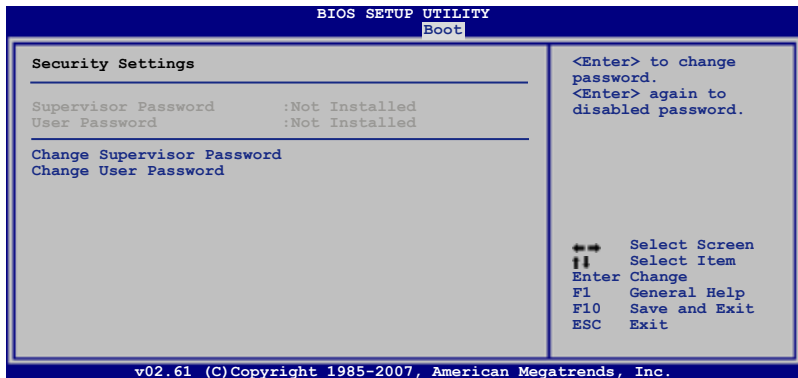 BIOS SETUP UTILITY
Boot
Security Settings
Supervisor Password :Not Installed
User Password :Not Installed
Change Supervisor Password
Change User Password
<Enter> to change
password.
<Enter> again to
disabled password.
←→ Select Screen
↑↓ Select Item
Enter Change
F1 General Help
F10 Save and Exit
ESC Exit
v02.61 (C)Copyright 1985-2007, American Megatrends, Inc.